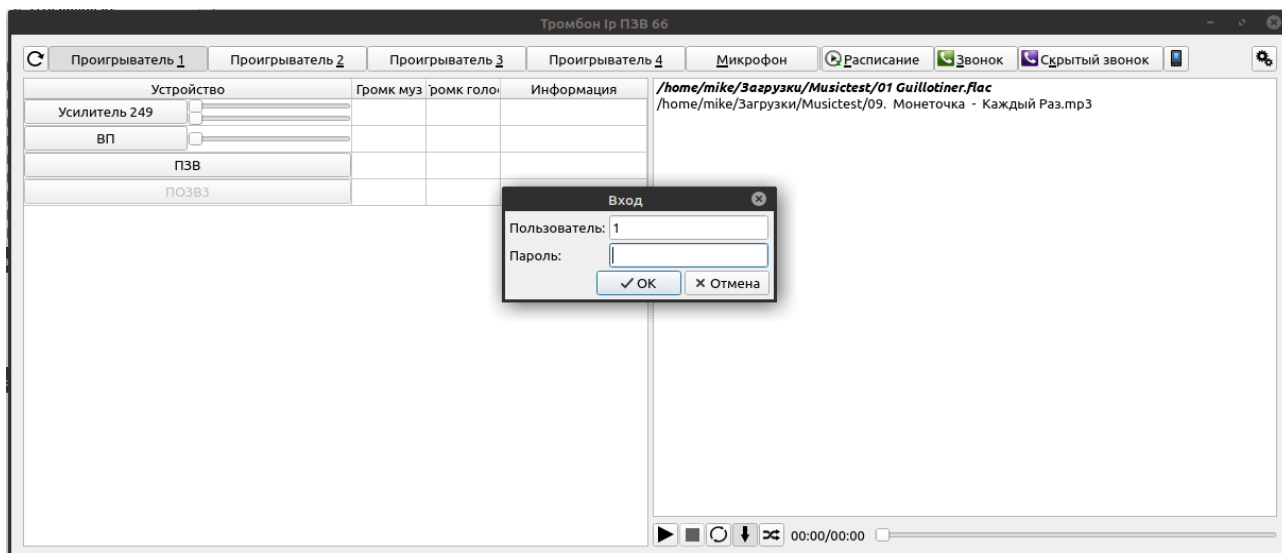 Тромбон Ip ПЗВ 66
Проигрыватель 1 Проигрыватель 2 Проигрыватель 3 Проигрыватель 4 Микрофон Расписание Звонок Скрытый звонок
Устройство Громк муз ромк голо Информация
Усилитель 249
ВП
ПЗВ
ПОЗВЗ
/home/mike/Загрузки/Musictest/01 Guillotiner.flac
/home/mike/Загрузки/Musictest/09. Монеточка - Каждый Раз.mp3
Вход
Пользователь: 1
Пароль:
OK Отмена
00:00/00:00